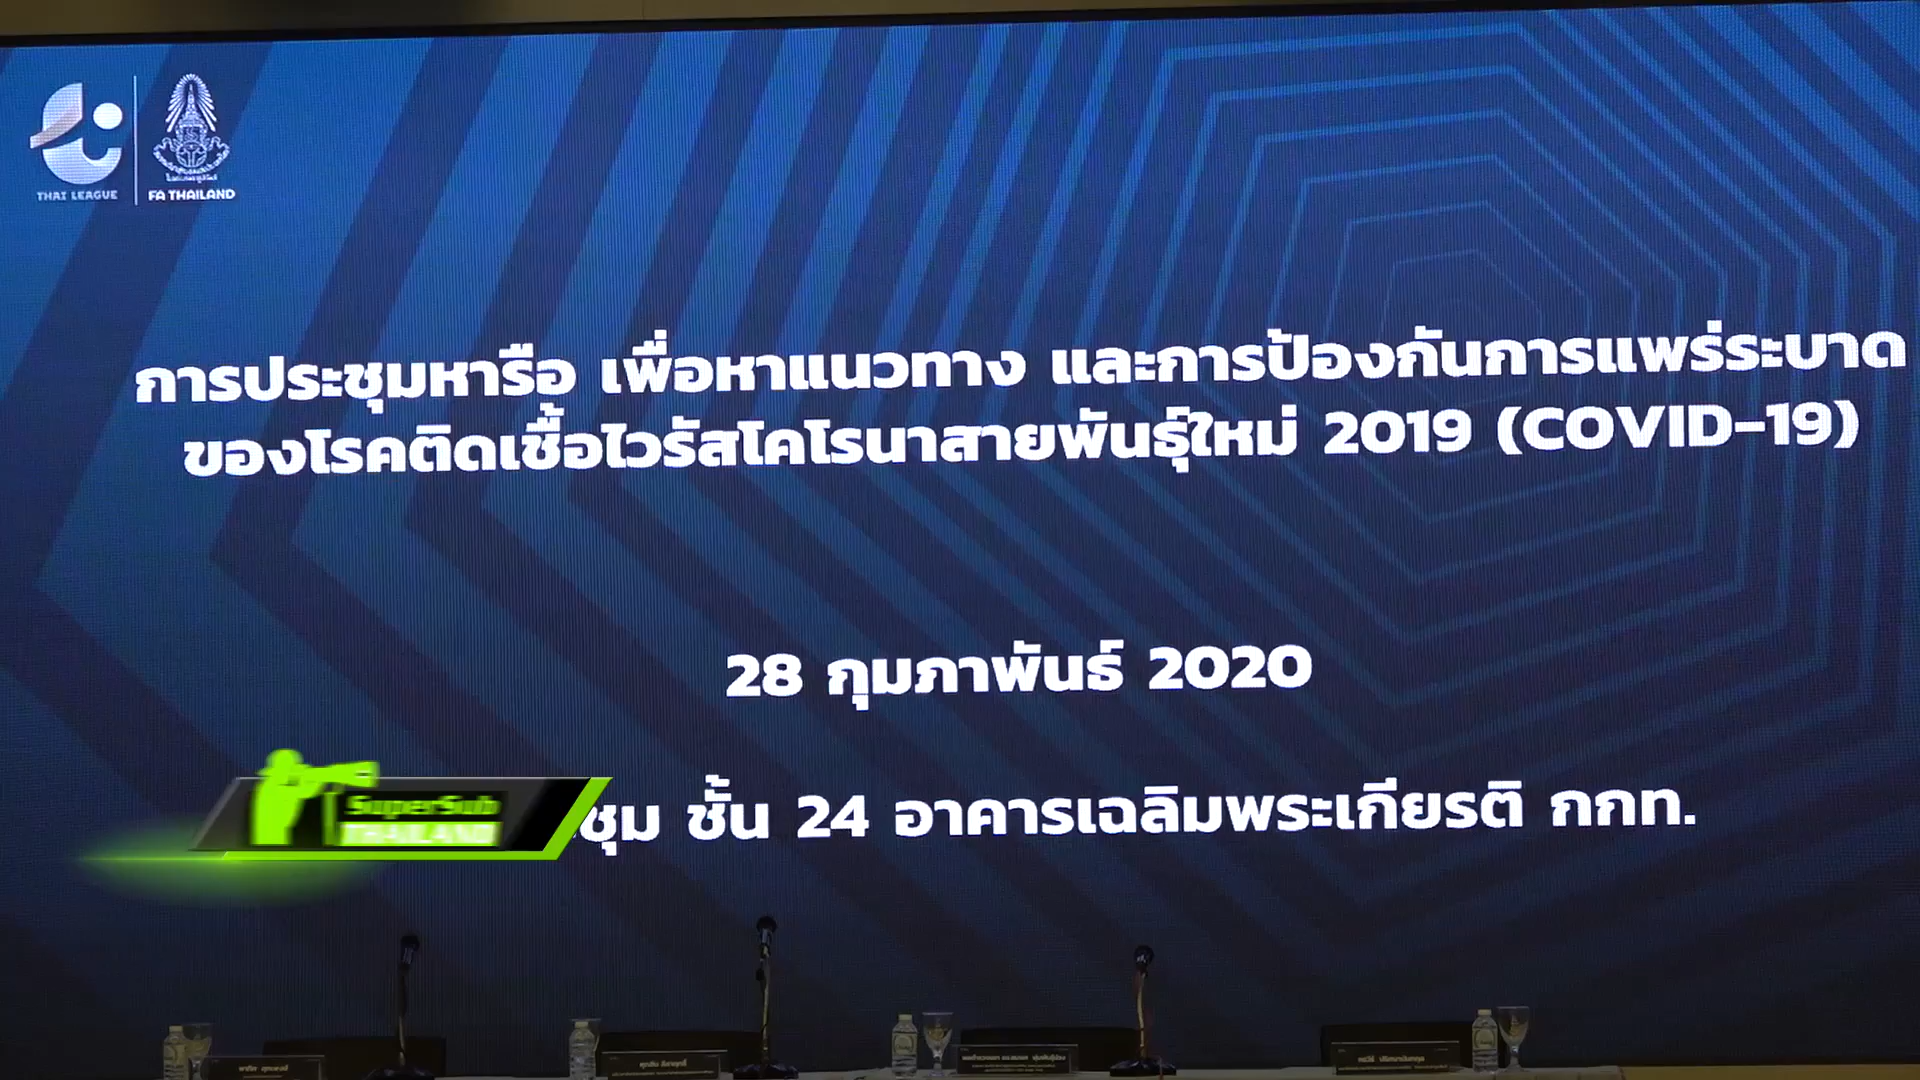 THAI LEAGUE
FA THAILAND
การประชุมหารือ เพื่อหาแนวทาง และการป้องกันการแพร่ระบาด
ของโรคติดเชื้อไวรัสโคโรนาสายพันธุ์ใหม่ 2019 (COVID-19)
28 กุมภาพันธ์ 2020
ชุม ชั้น 24 อาคารเฉลิมพระเกียรติ กกท.
SuperSub
THAILAND